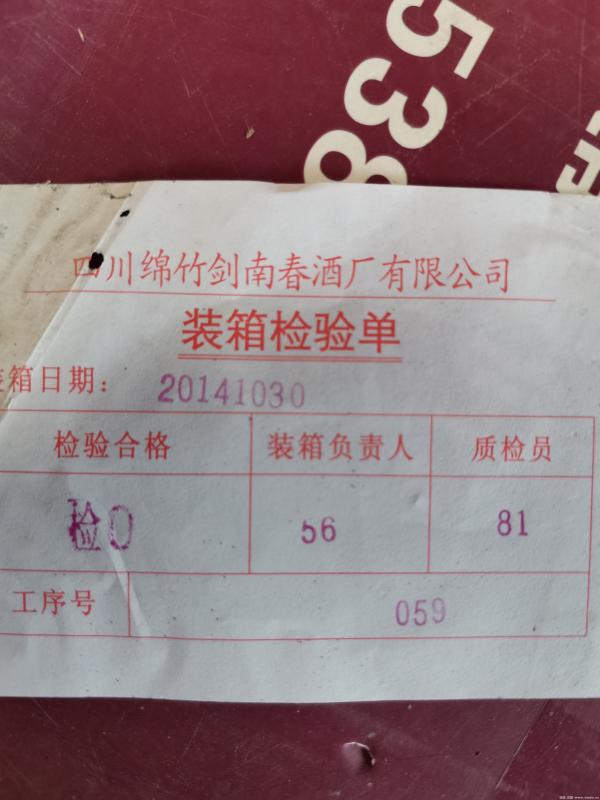 538
四川绵竹剑南春酒厂有限公司
装箱检验单
装箱日期： 20141030
检验合格 装箱负责人 质检员
检0 56 81
工序号 059